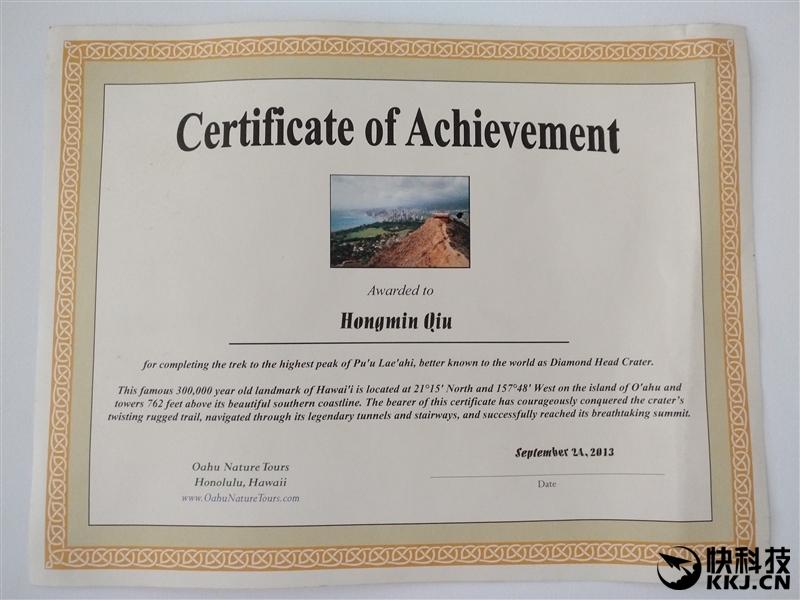 Certificate of Achievement
Awarded to
Hongmin Qiu
for completing the trek to the highest peak of Pu'u Lae'ahi, better known to the world as Diamond Head Crater.
This famous 300,000 year old landmark of Hawai'i is located at 21°15' North and 157°48' West on the island of O'ahu and
towers 762 feet above its beautiful southern coastline. The bearer of this certificate has courageously conquered the crater's
twisting rugged trail, navigated through its legendary tunnels and stairways, and successfully reached its breathtaking summit.
September 21, 2013
Date
Oahu Nature Tours
Honolulu, Hawaii
www.OahuNatureTours.com
快科技
KKJ.CN